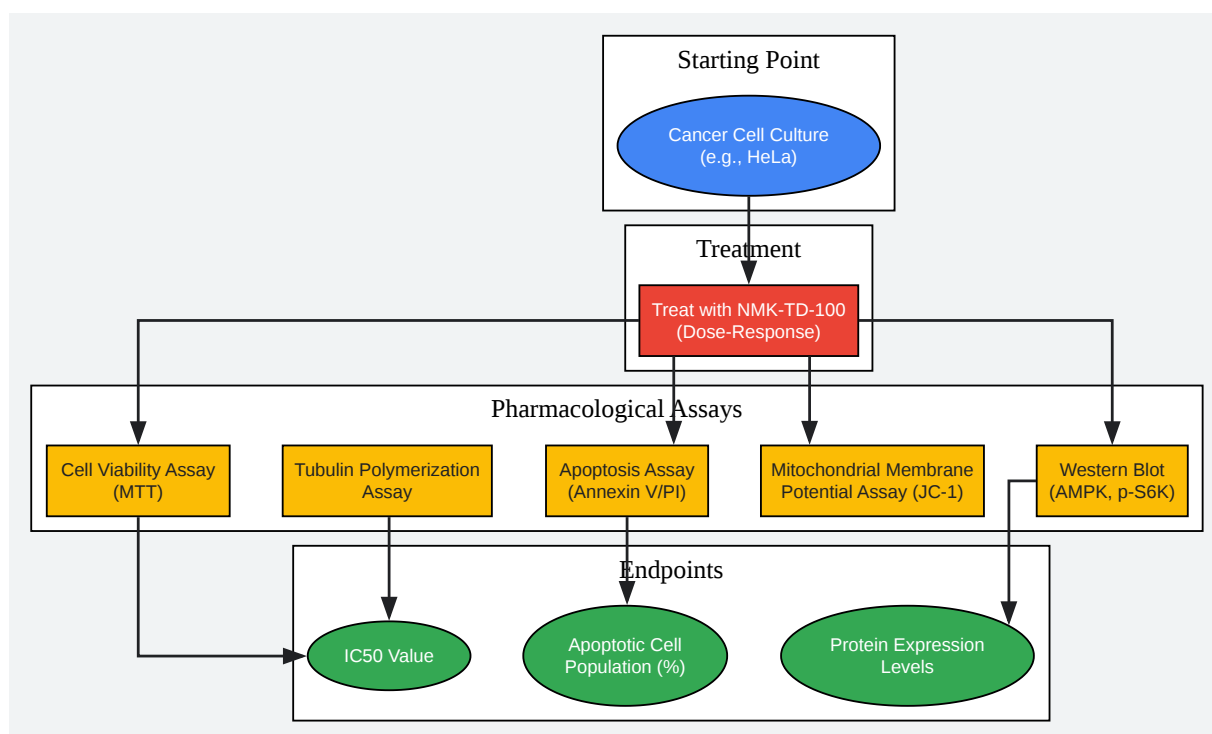 Starting Point
Cancer Cell Culture
(e.g., HeLa)
Treatment
Treat with NMK-TD-100
(Dose-Response)
Pharmacological Assays
Cell Viability Assay
(MTT)
Tubulin Polymerization
Assay
Apoptosis Assay
(Annexin V/PI)
Mitochondrial Membrane
Potential Assay (JC-1)
Western Blot
(AMPK, p-S6K)
Endpoints
IC50 Value
Apoptotic Cell
Population (%)
Protein Expression
Levels